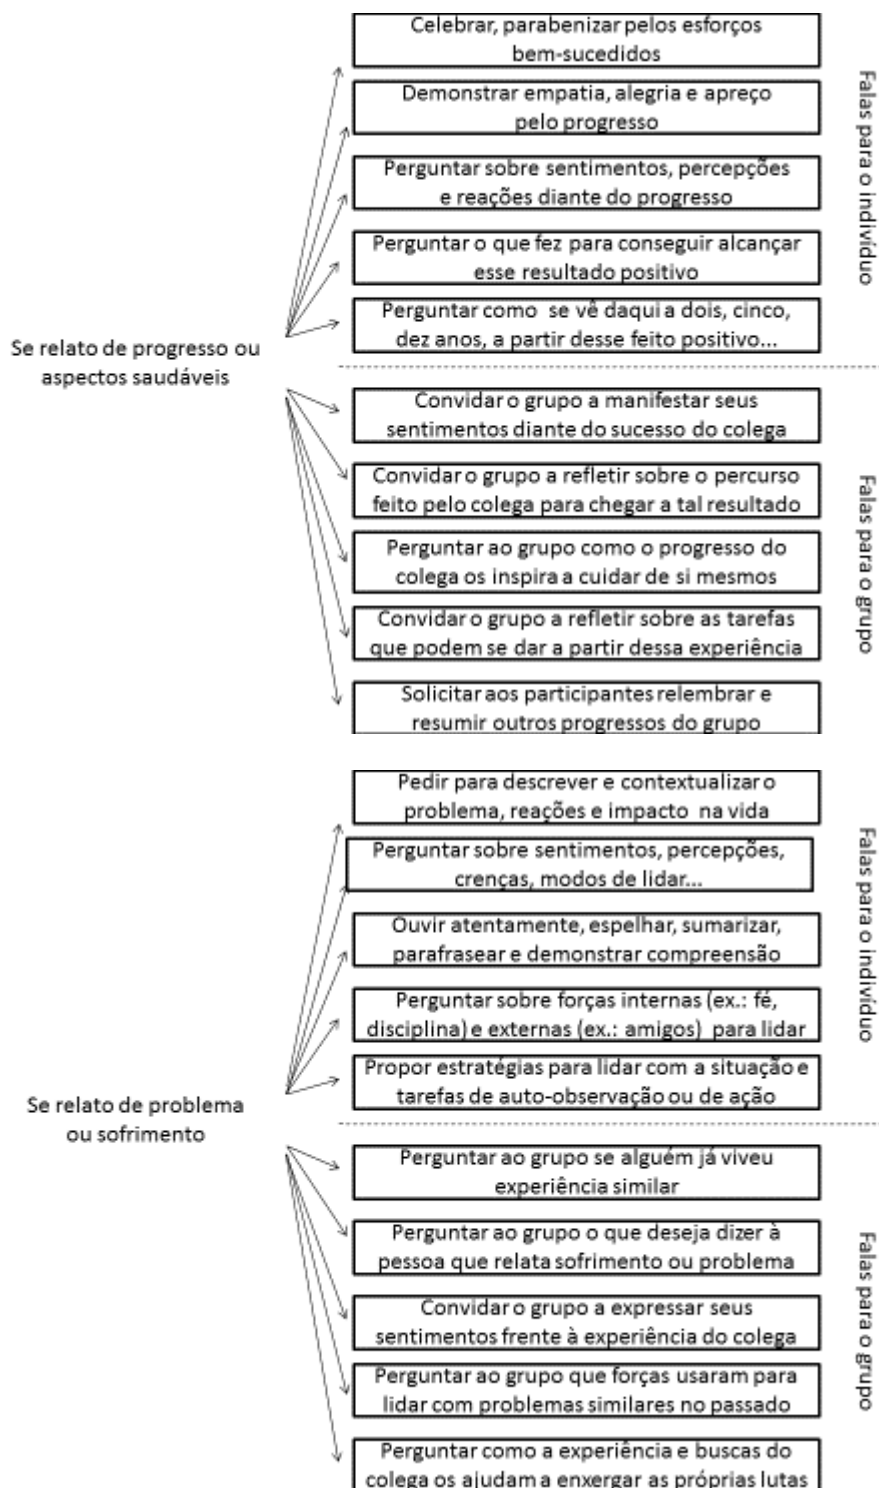 Celebrar, parabenizar pelos esforços
bem-sucedidos
Demonstrar empatia, alegria e apreço
pelo progresso
Perguntar sobre sentimentos, percepções
e reações diante do progresso
Perguntar o que fez para conseguir alcançar
esse resultado positivo
Perguntar como se vê daqui a dois, cinco,
dez anos, a partir desse feito positivo...
Falas para o indivíduo
Se relato de progresso ou
aspectos saudáveis
Convidar o grupo a manifestar seus
sentimentos diante do sucesso do colega
Convidar o grupo a refletir sobre o percurso
feito pelo colega para chegar a tal resultado
Perguntar ao grupo como o progresso do
colega os inspira a cuidar de si mesmos
Convidar o grupo a refletir sobre as tarefas
que podem se dar a partir dessa experiência
Solicitar aos participantes relembrar e
resumir outros progressos do grupo
Falas para o grupo
Pedir para descrever e contextualizar o
problema, reações e impacto na vida
Perguntar sobre sentimentos, percepções,
crenças, modos de lidar...
Ouvir atentamente, espelhar, sumarizar,
parafrasear e demonstrar compreensão
Perguntar sobre forças internas (ex.: fé,
disciplina) e externas (ex.: amigos) para lidar
Propor estratégias para lidar com a situação e
tarefas de auto-observação ou de ação
Falas para o indivíduo
Se relato de problema
ou sofrimento
Perguntar ao grupo se alguém já viveu
experiência similar
Perguntar ao grupo o que deseja dizer à
pessoa que relata sofrimento ou problema
Convidar o grupo a expressar seus
sentimentos frente à experiência do colega
Perguntar ao grupo que forças usaram para
lidar com problemas similares no passado
Perguntar como a experiência e buscas do
colega os ajudam a enxergar as próprias lutas
Falas para o grupo